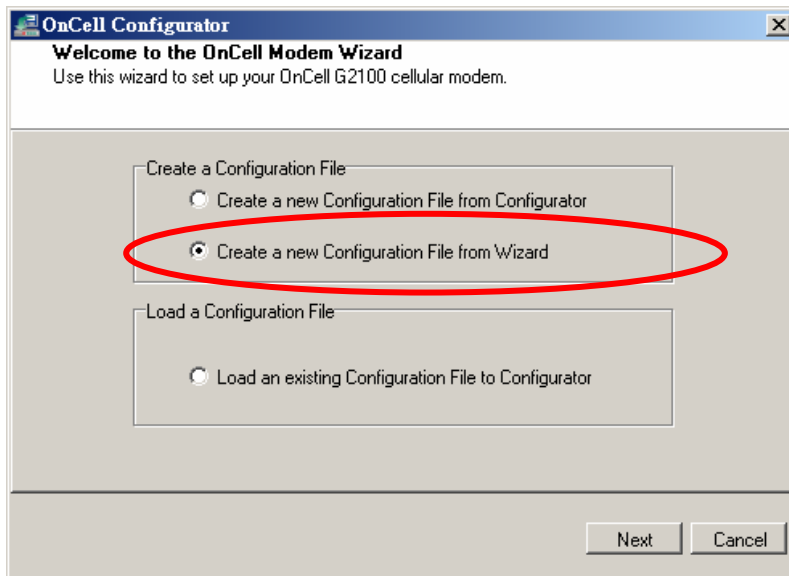 OnCell Configurator
Welcome to the OnCell Modem Wizard
Use this wizard to set up your OnCell G2100 cellular modem.
Create a Configuration File
Create a new Configuration File from Configurator
Create a new Configuration File from Wizard
Load a Configuration File
Load an existing Configuration File to Configurator
Next Cancel